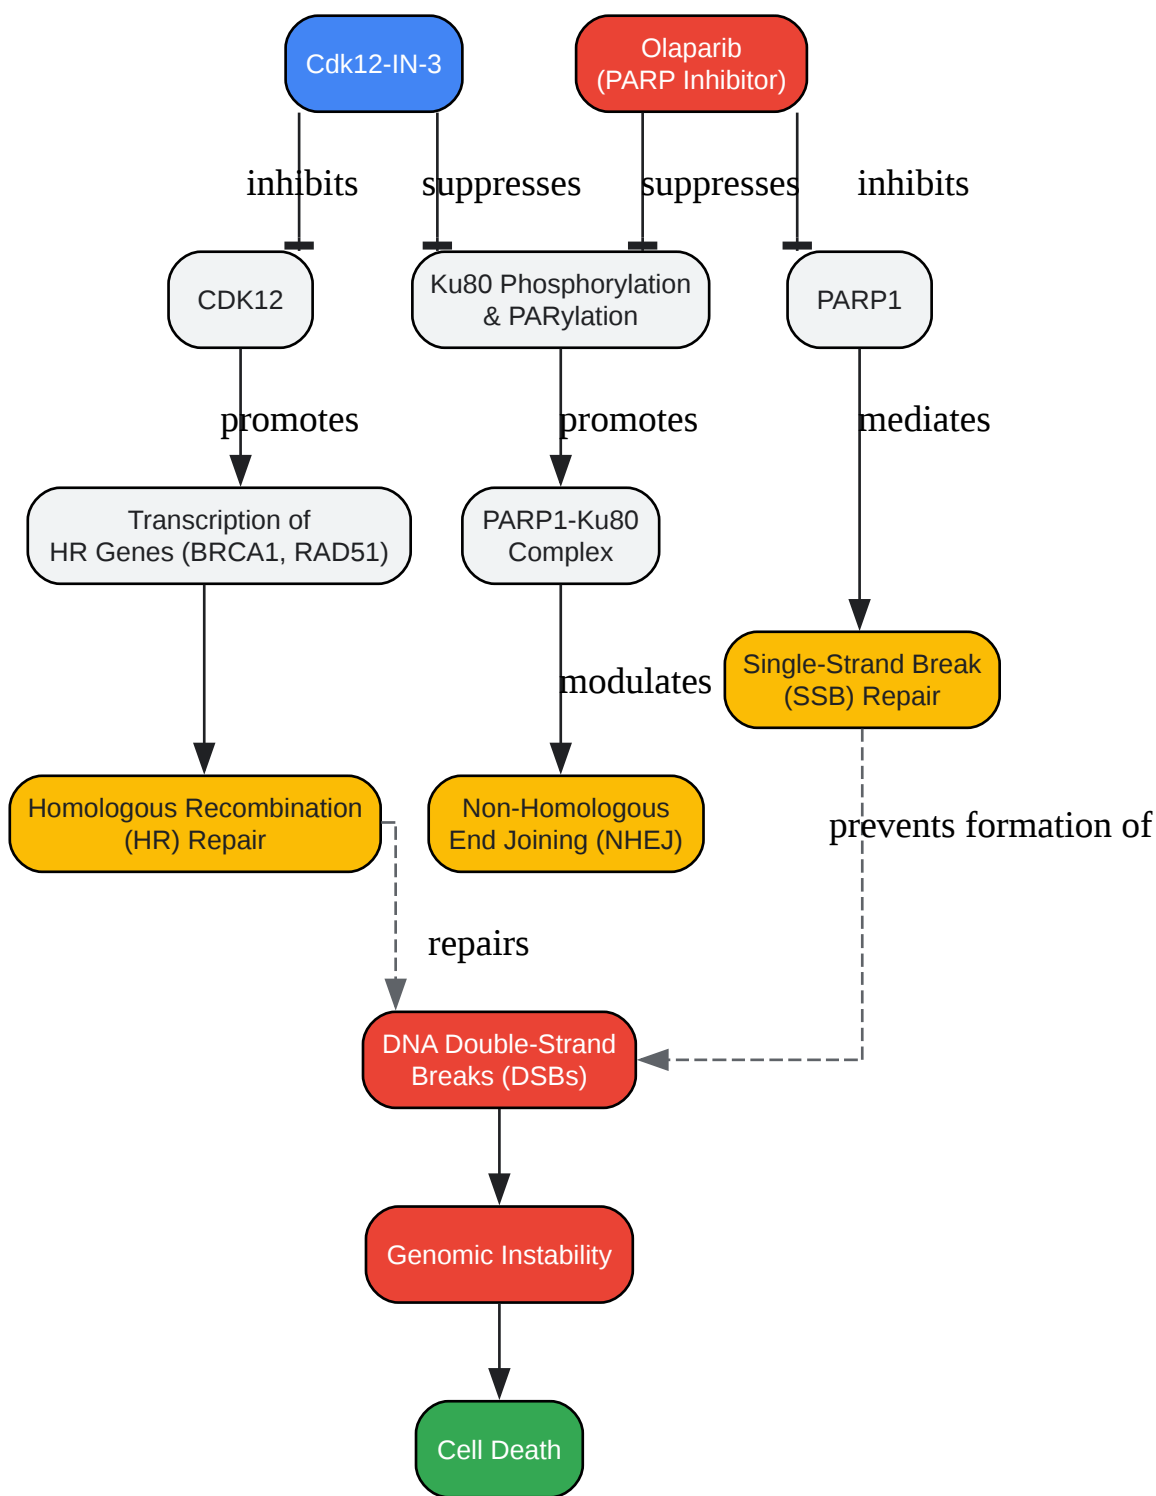 Cdk12-IN-3
Olaparib
(PARP Inhibitor)
inhibits
suppresses
suppresses
inhibits
CDK12
Ku80 Phosphorylation
& PARylation
PARP1
promotes
promotes
mediates
Transcription of
HR Genes (BRCA1, RAD51)
PARP1-Ku80
Complex
modulates
Single-Strand Break
(SSB) Repair
Homologous Recombination
(HR) Repair
Non-Homologous
End Joining (NHEJ)
prevents formation of
repairs
DNA Double-Strand
Breaks (DSBs)
Genomic Instability
Cell Death